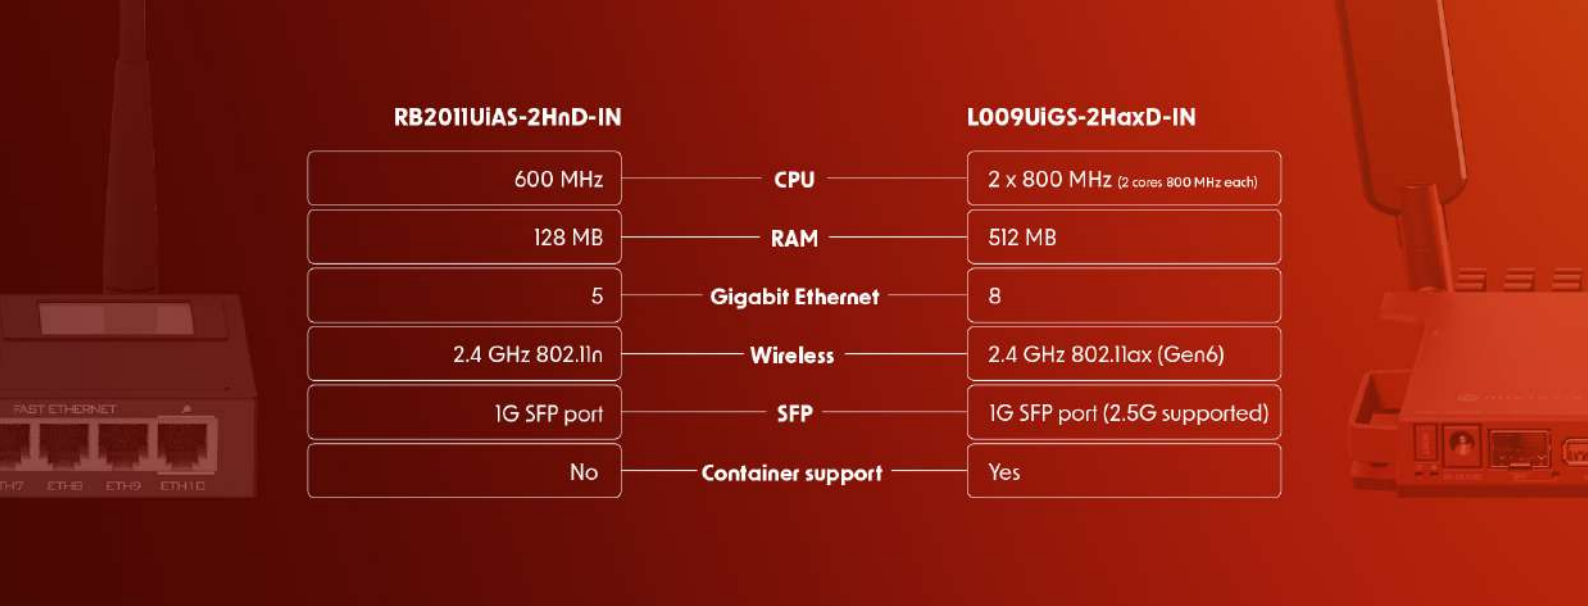 RB2011UiAS-2HnD-IN L009UiGS-2HaxD-IN
600 MHz CPU 2 x 800 MHz (2 cores 800 MHz each)
128 MB RAM 512 MB
5 Gigabit Ethernet 8
2.4 GHz 802.11n Wireless 2.4 GHz 802.11ax (Gen6)
1G SFP port SFP 1G SFP port (2.5G supported)
No Container support Yes
FAST ETHERNET
ETH8 ETH9 ETH10